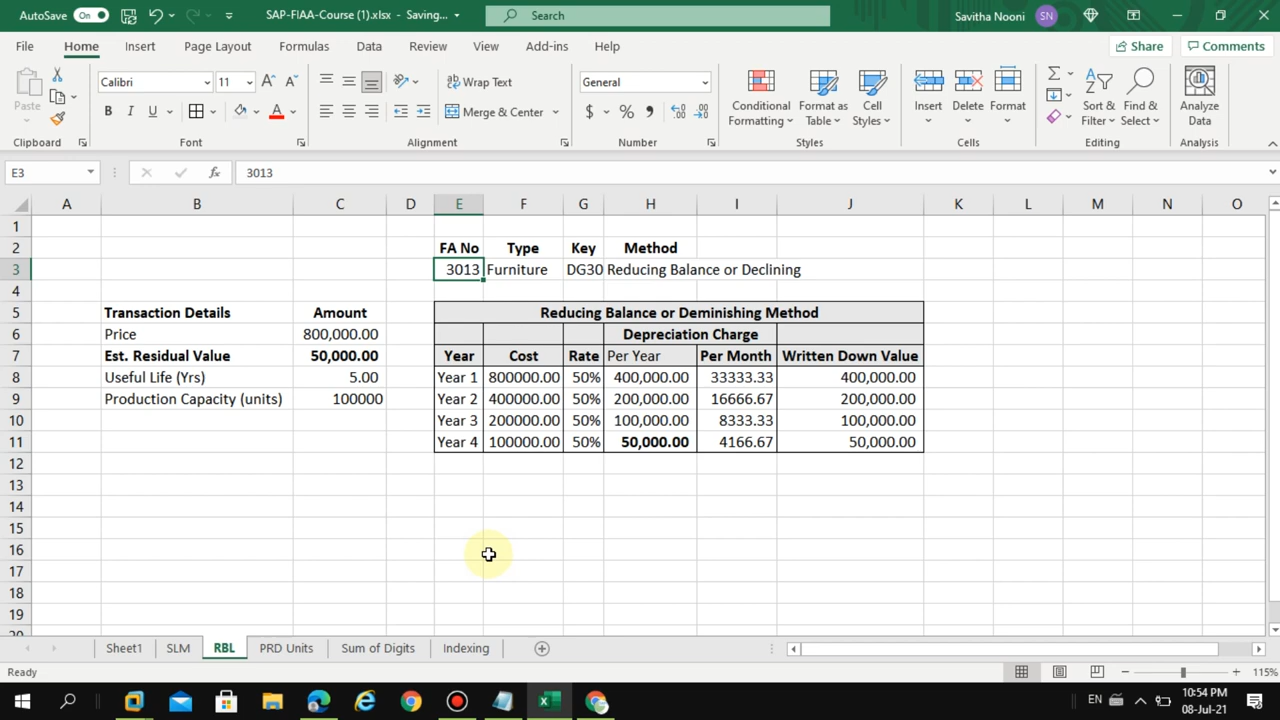 AutoSave On SAP-FIAA-Course (1).xlsx - Saving... Search Savitha Nooni SN
File Home Insert Page Layout Formulas Data Review View Add-ins Help Share Comments
Paste Calibri 11 Wrap Text General Conditional Formatting Format as Table Cell Styles Insert Delete Format Sort & Filter Find & Select Analyze Data
B I U Merge & Center $ % 9
Clipboard Font Alignment Number Styles Cells Editing Analysis
E3 fx 3013
A B C D E F G H I J K L M N O
1
2 FA No Type Key Method
3 3013 Furniture DG30 Reducing Balance or Declining
4
5 Transaction Details Amount Reducing Balance or Deminishing Method
6 Price 800,000.00 Depreciation Charge
7 Est. Residual Value 50,000.00 Year Cost Rate Per Year Per Month Written Down Value
8 Useful Life (Yrs) 5.00 Year 1 800000.00 50% 400,000.00 33333.33 400,000.00
9 Production Capacity (units) 100000 Year 2 400000.00 50% 200,000.00 16666.67 200,000.00
10 Year 3 200000.00 50% 100,000.00 8333.33 100,000.00
11 Year 4 100000.00 50% 50,000.00 4166.67 50,000.00
12
13
14
15
16
17
18
19
20
Sheet1 SLM RBL PRD Units Sum of Digits Indexing
Ready 115%
EN 10:54 PM
08-Jul-21